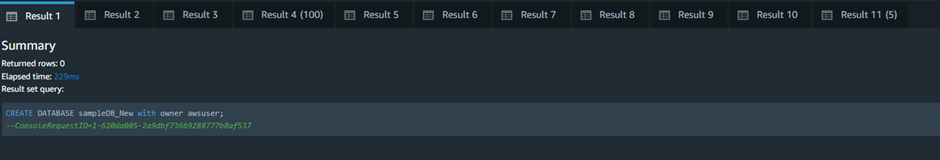 Result 1
Result 2
Result 3
Result 4 (100)
Result 5
Result 6
Result 7
Result 8
Result 9
Result 10
Result 11 (5)
Summary
Returned rows: 0
Elapsed time: 229ms
Result set query:
CREATE DATABASE sampleDB_New with owner awsuser;
--ConsoleRequestID=1-620da005-2a9dbf73669288777b8af537